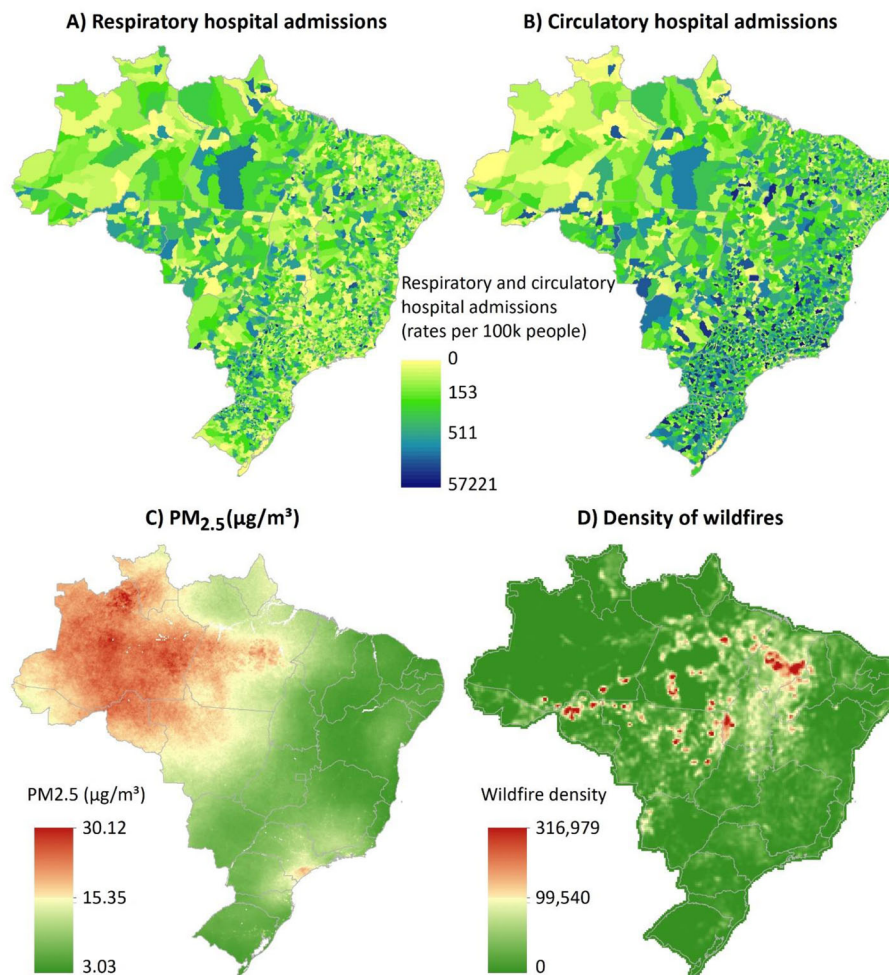 A) Respiratory hospital admissions
B) Circulatory hospital admissions
Respiratory and circulatory
hospital admissions
(rates per 100k people)
0
153
511
57221
C) PM2.5(µg/m³)
D) Density of wildfires
PM2.5 (µg/m³)
30.12
15.35
3.03
Wildfire density
316,979
99,540
0